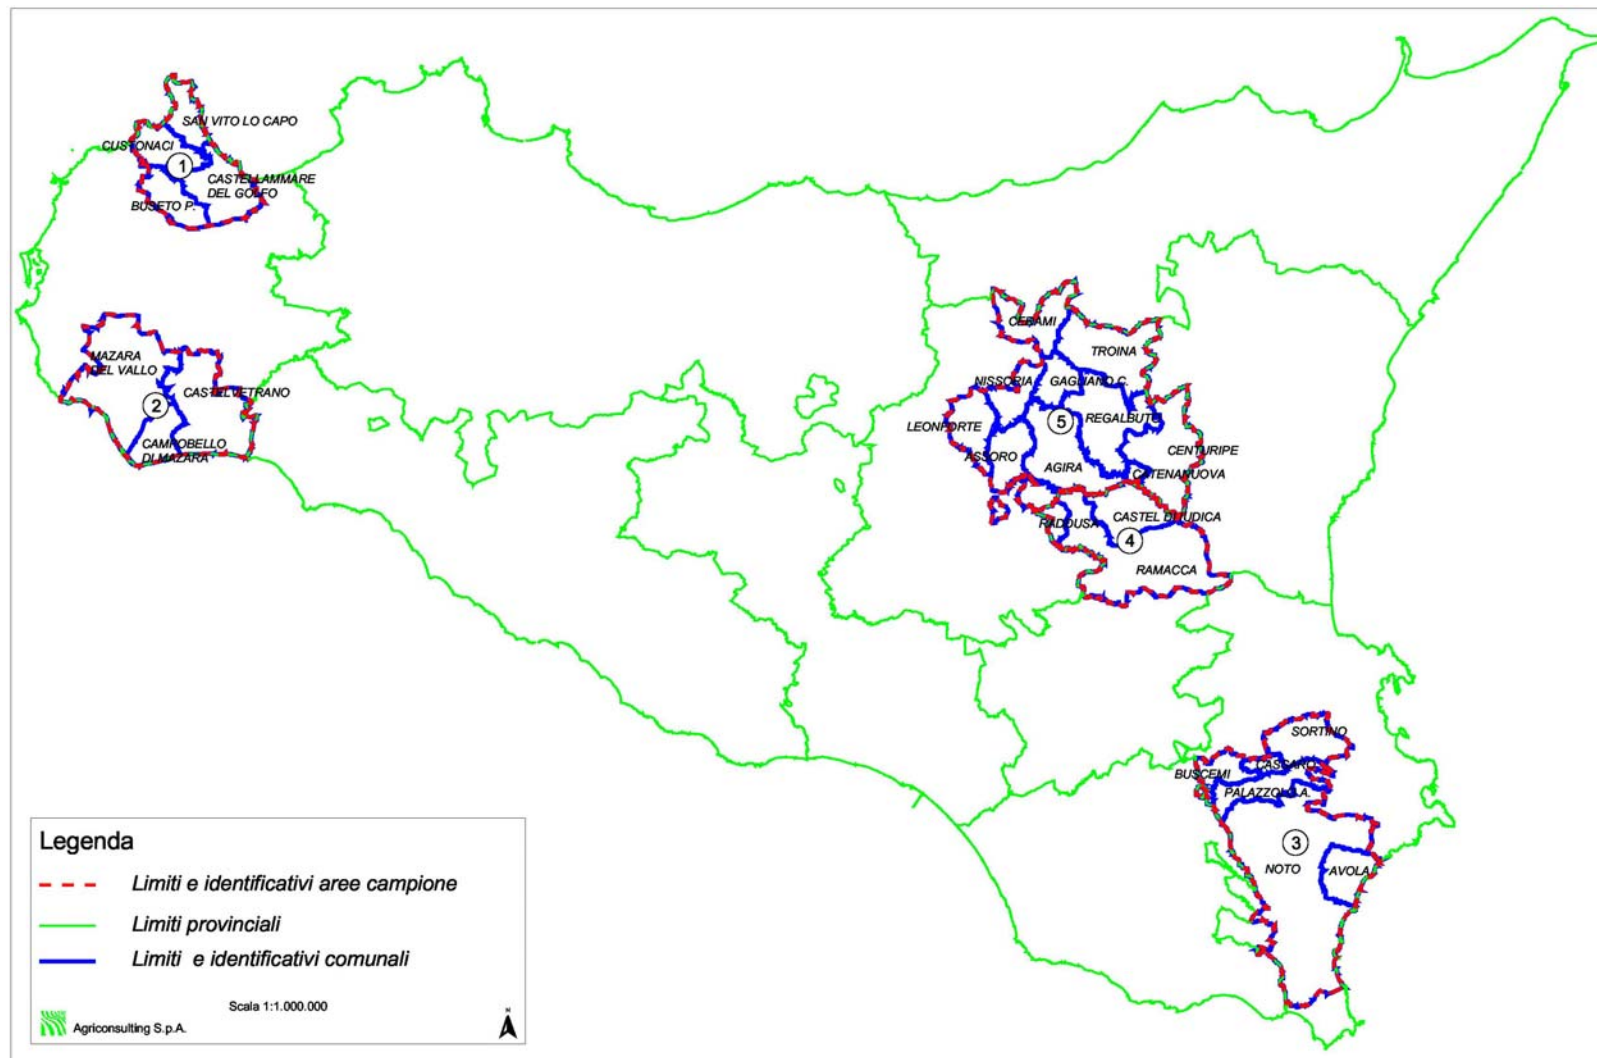 SAN VITO LO CAPO
CUSTONACI
1
CASTELLAMMARE
DEL GOLFO
BUSETO P.
MAZARA
DEL VALLO
CASTELVETRANO
2
CAMPOBELLO
DI MAZARA
CERAMI
TROINA
NISSORIA
GAGLIANO C.
LEONFORTE
5
REGALBUTO
ASSORO
AGIRA
CENTURIPE
CATENANUOVA
RADDUSA
CASTEL DI IUDICA
4
RAMACCA
SORTINO
BUSCEMI
CASSARO
PALAZZOLO A.
3
NOTO
AVOLA
Legenda
Limiti e identificativi aree campione
Limiti provinciali
Limiti e identificativi comunali
Scala 1:1.000.000
Agriconsulting S.p.A.
N